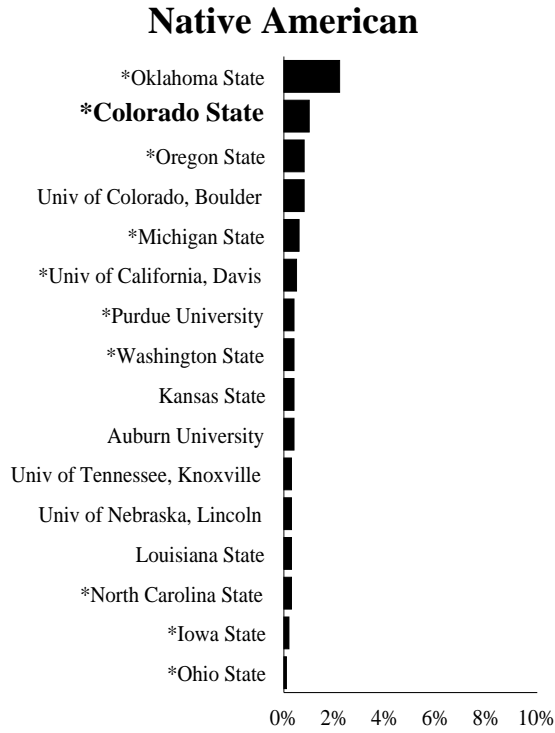 Native American
*Oklahoma State
*Colorado State
*Oregon State
Univ of Colorado, Boulder
*Michigan State
*Univ of California, Davis
*Purdue University
*Washington State
Kansas State
Auburn University
Univ of Tennessee, Knoxville
Univ of Nebraska, Lincoln
Louisiana State
*North Carolina State
*Iowa State
*Ohio State
0% 2% 4% 6% 8% 10%